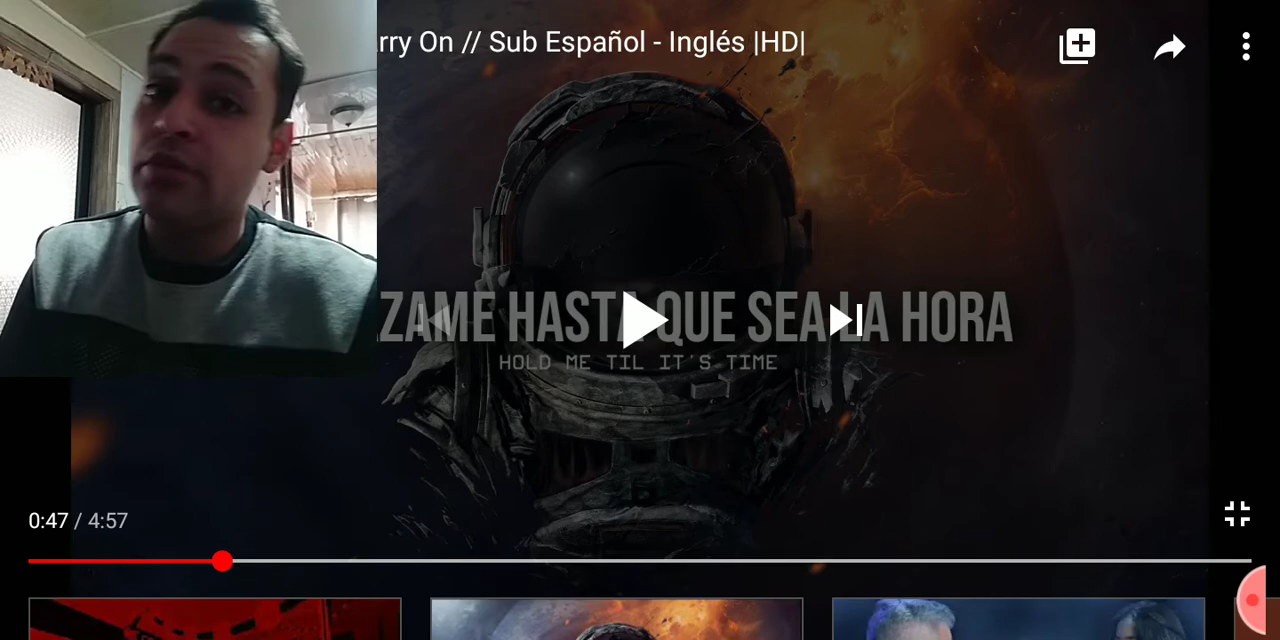 rry On // Sub Español - Inglés |HD|
ZAME HASTA QUE SEA LA HORA
HOLD ME TIL IT'S TIME
0:47 / 4:57